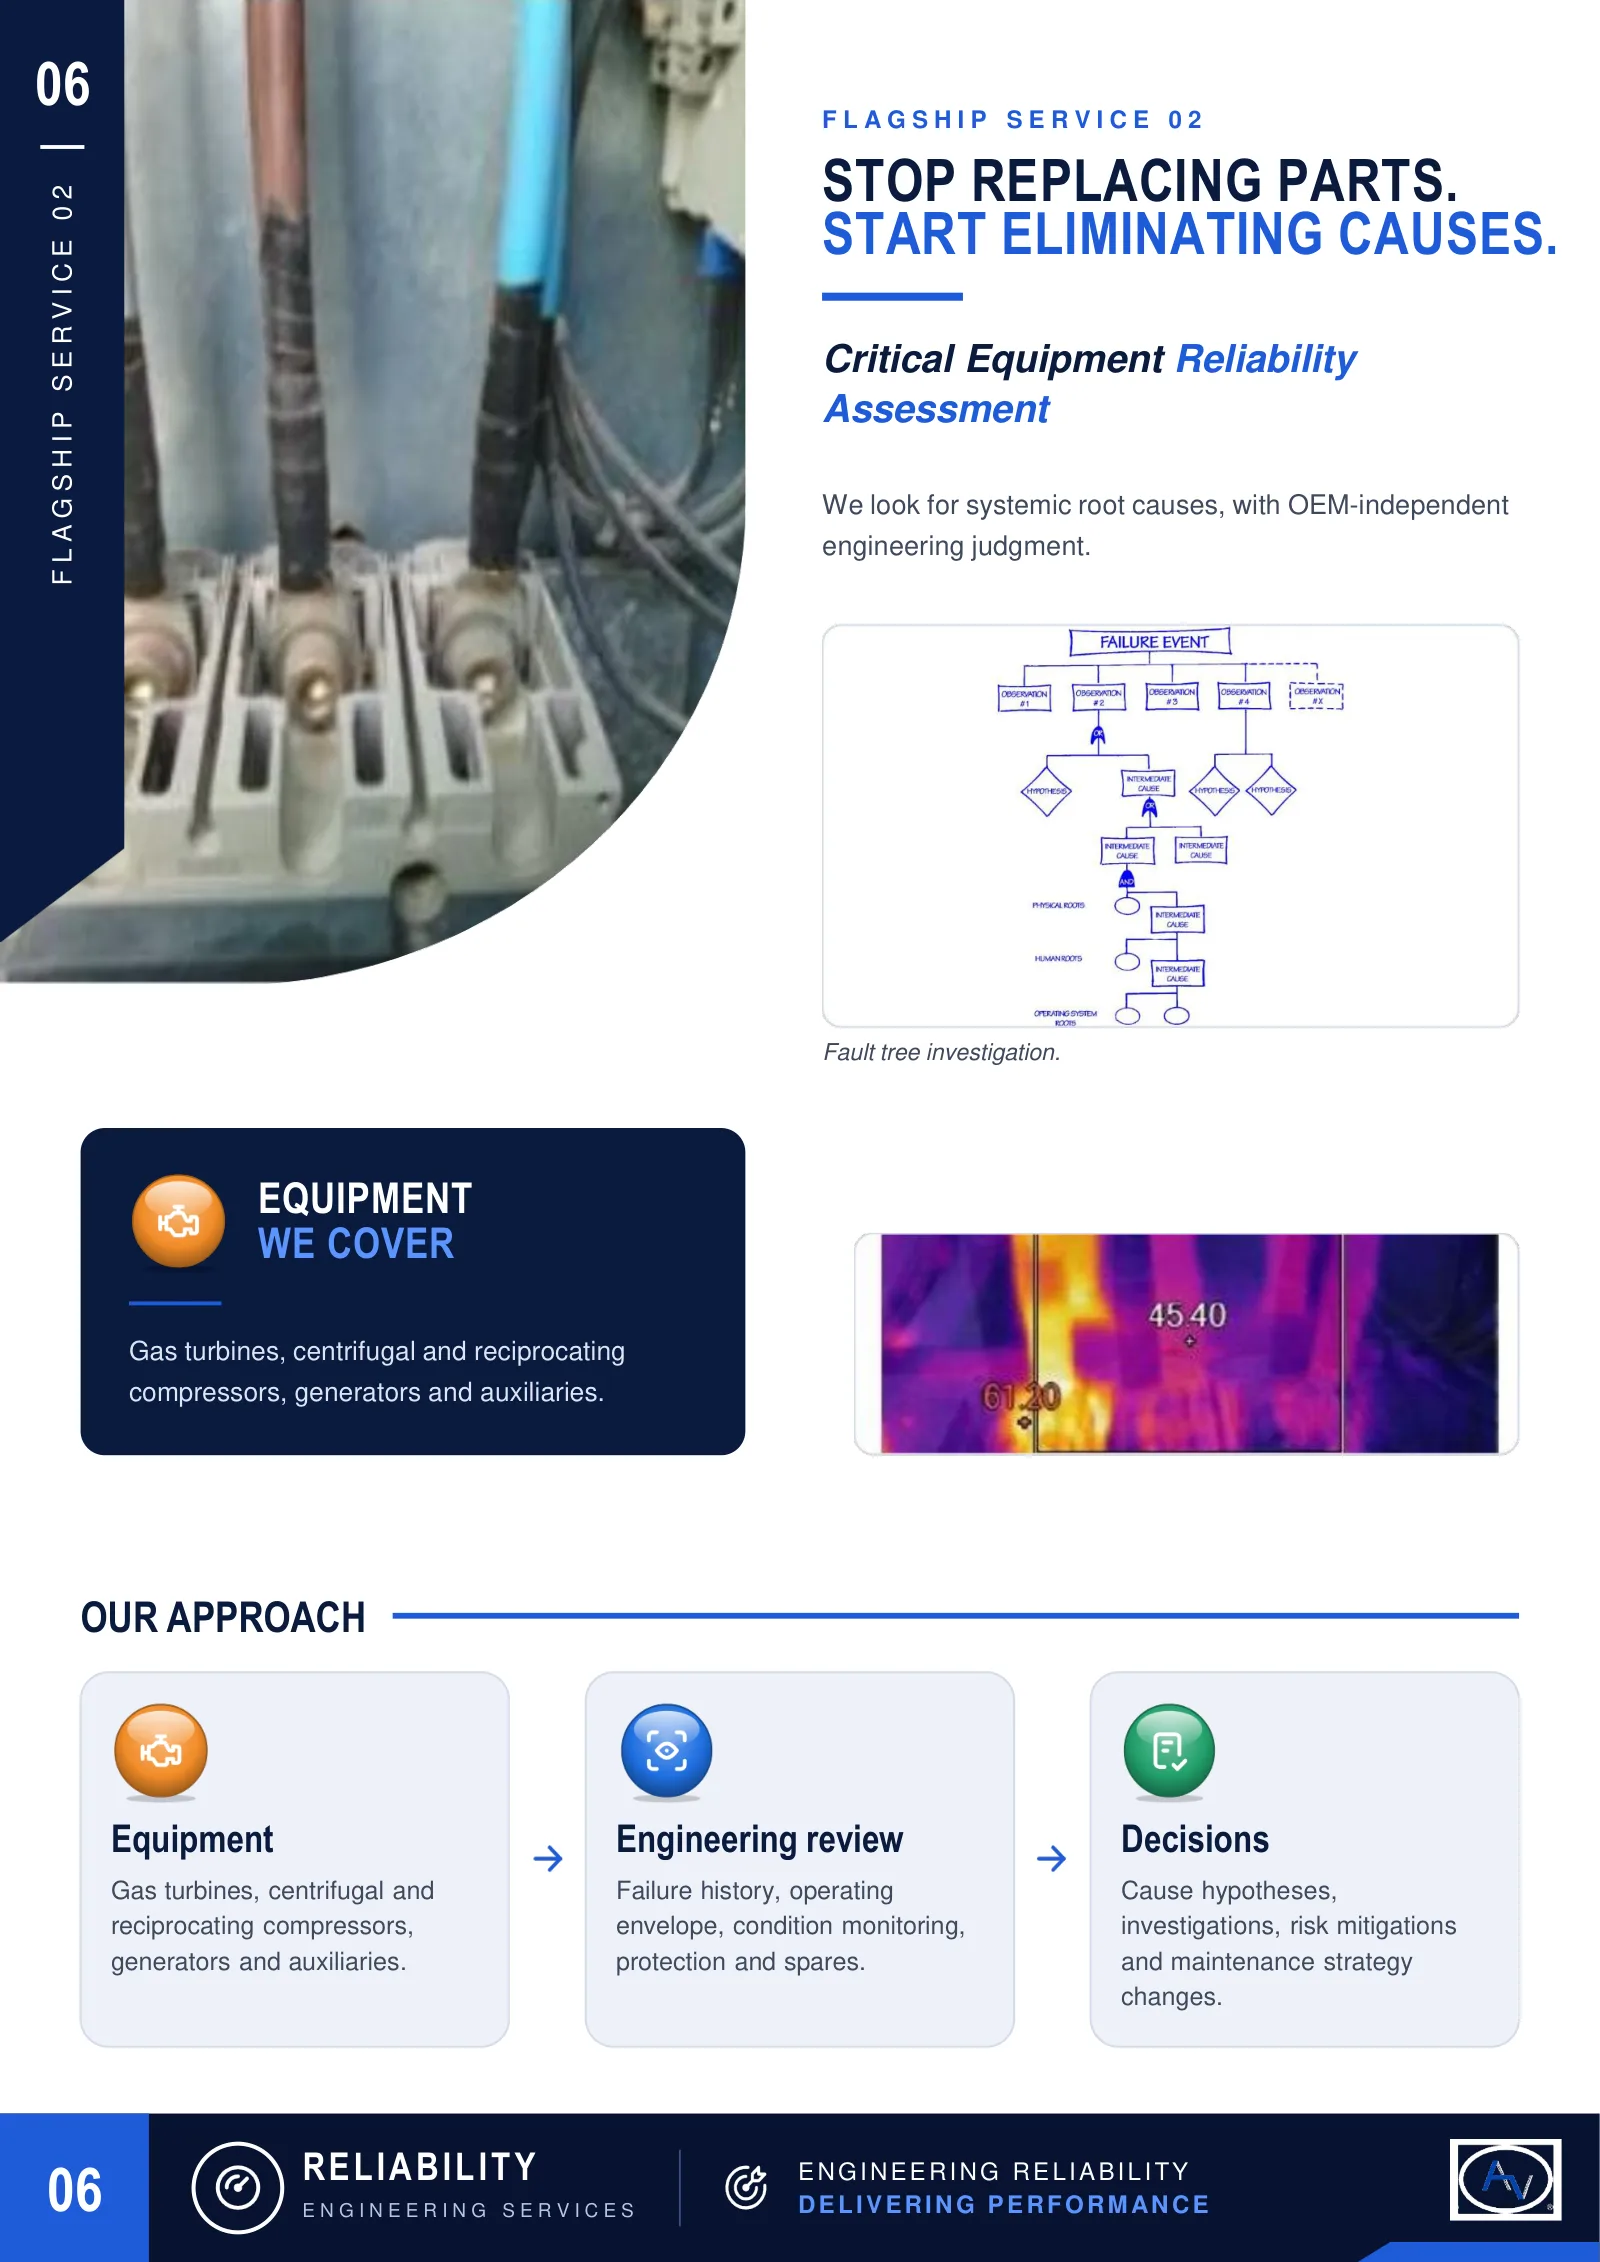 06
FLAGSHIP SERVICE 02
FLAGSHIP SERVICE 02
STOP REPLACING PARTS.
START ELIMINATING CAUSES.
Critical Equipment Reliability
Assessment
We look for systemic root causes, with OEM-independent
engineering judgment.
FAILURE EVENT
OBSERVATION
#1
OBSERVATION
#2
OBSERVATION
#3
OBSERVATION
#4
OBSERVATION
#X
OR
HYPOTHESIS
INTERMEDIATE
CAUSE
HYPOTHESIS
HYPOTHESIS
OR
INTERMEDIATE
CAUSE
INTERMEDIATE
CAUSE
AND
PHYSICAL ROOTS
INTERMEDIATE
CAUSE
HUMAN ROOTS
INTERMEDIATE
CAUSE
OPERATING SYSTEM
ROOTS
Fault tree investigation.
EQUIPMENT
WE COVER
Gas turbines, centrifugal and reciprocating
compressors, generators and auxiliaries.
45.40
61.20
OUR APPROACH
Equipment
Gas turbines, centrifugal and
reciprocating compressors,
generators and auxiliaries.
Engineering review
Failure history, operating
envelope, condition monitoring,
protection and spares.
Decisions
Cause hypotheses,
investigations, risk mitigations
and maintenance strategy
changes.
06
RELIABILITY
ENGINEERING SERVICES
ENGINEERING RELIABILITY
DELIVERING PERFORMANCE
AV
®